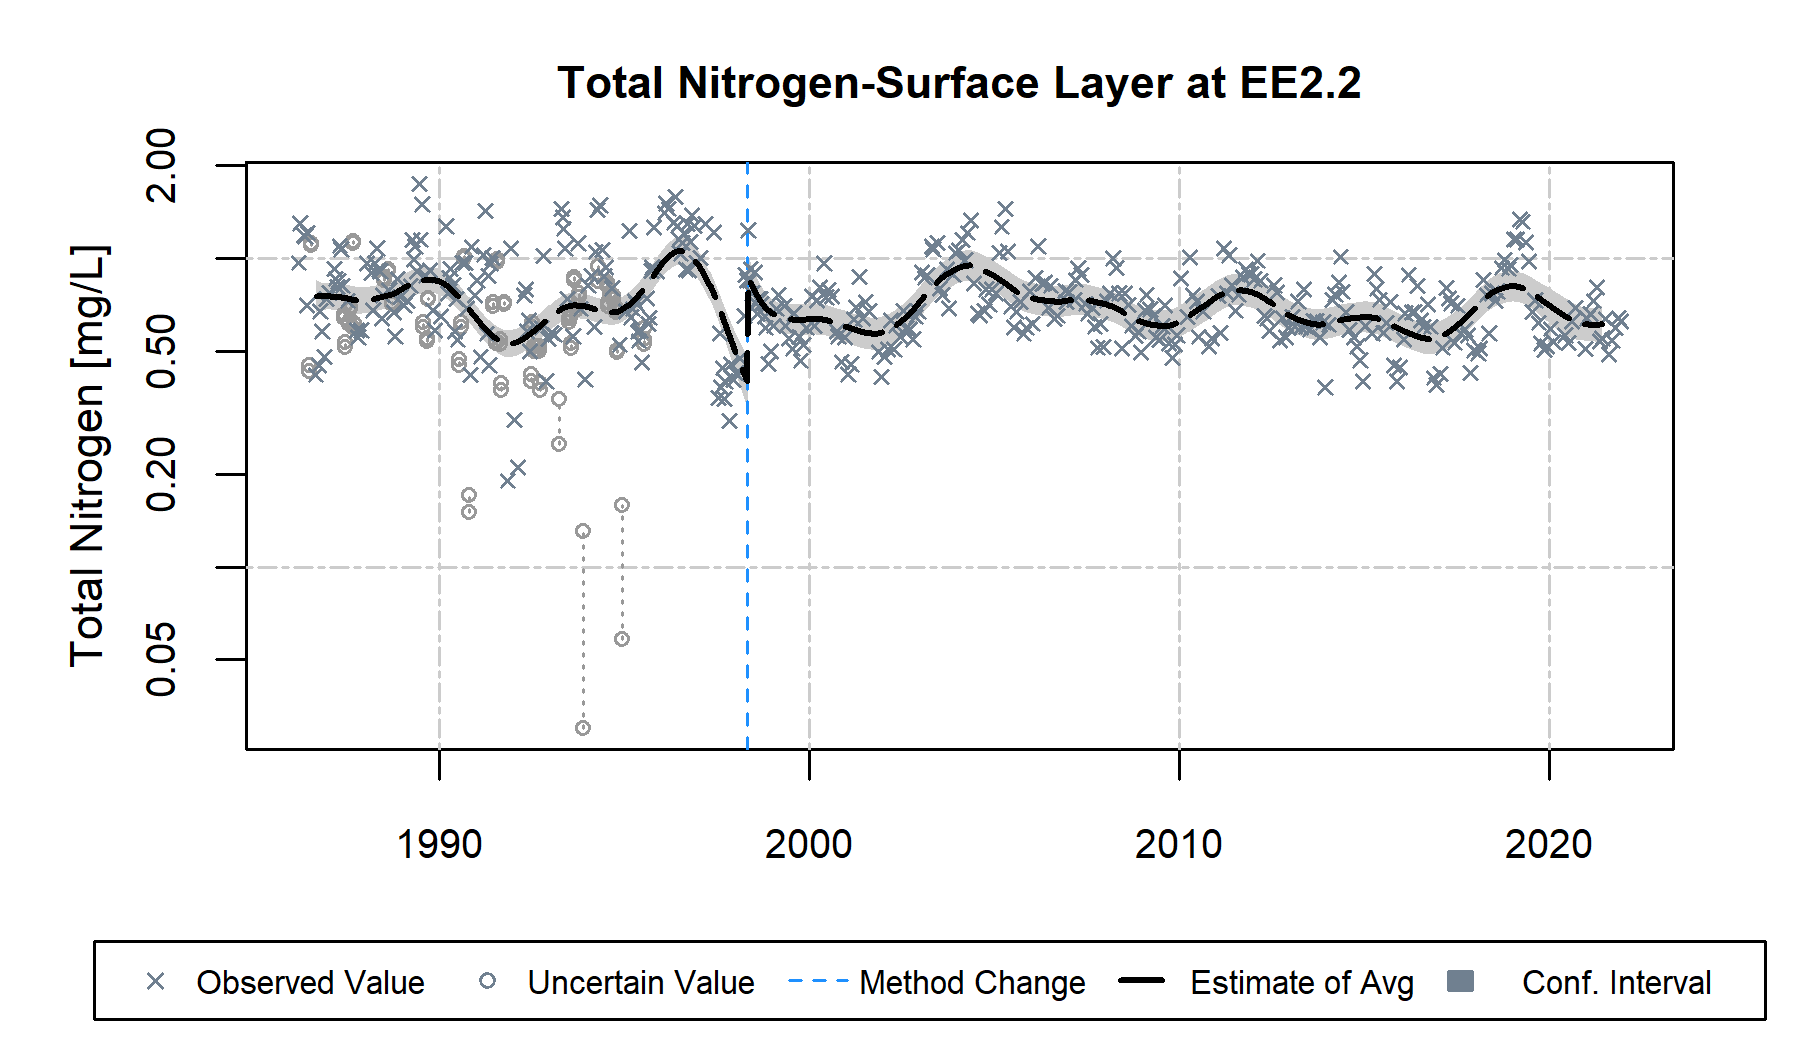 Total Nitrogen-Surface Layer at EE2.2
Total Nitrogen [mg/L]
2.00
0.50
0.20
0.05
1990 2000 2010 2020
Observed Value Uncertain Value Method Change Estimate of Avg Conf. Interval